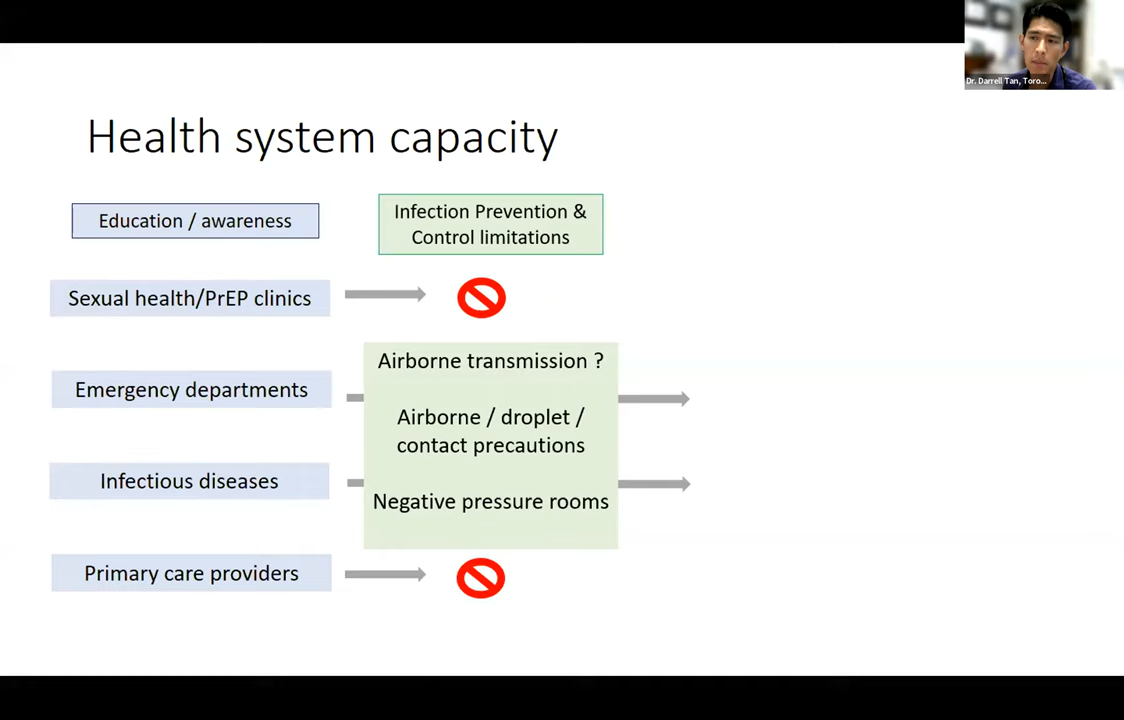 Dr. Darrell Tan, Toro...
Health system capacity
Education / awareness
Infection Prevention &
Control limitations
Sexual health/PrEP clinics
Airborne transmission ?
Emergency departments
Airborne / droplet /
contact precautions
Infectious diseases
Negative pressure rooms
Primary care providers